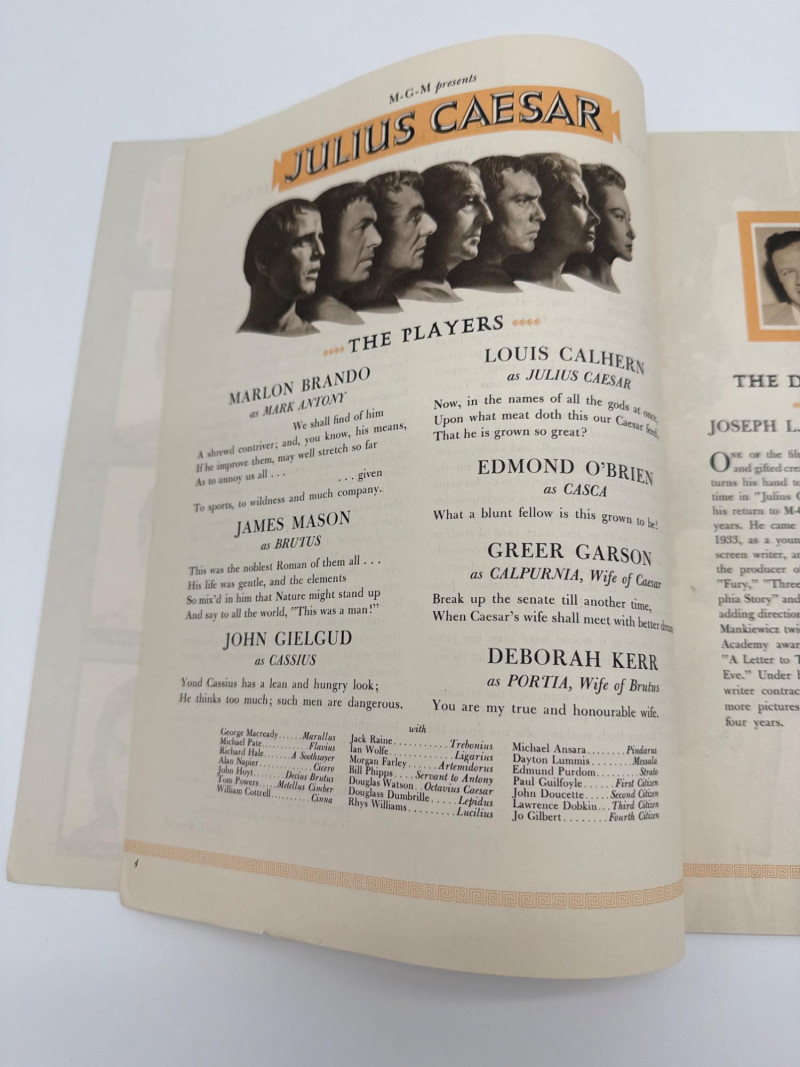 M-G-M presents
JULIUS CAESAR
THE PLAYERS
MARLON BRANDO
as MARK ANTONY
We shall find of him
A shrewd contriver; and, you know, his means,
If he improve them, may well stretch so far
As to annoy us all . . .
. . . given
To sports, to wildness and much company.
JAMES MASON
as BRUTUS
This was the noblest Roman of them all . . .
His life was gentle, and the elements
So mix'd in him that Nature might stand up
And say to all the world, "This was a man!"
JOHN GIELGUD
as CASSIUS
Yond Cassius has a lean and hungry look;
He thinks too much; such men are dangerous.
LOUIS CALHERN
as JULIUS CAESAR
Now, in the names of all the gods at once,
Upon what meat doth this our Caesar feed,
That he is grown so great?
EDMOND O'BRIEN
as CASCA
What a blunt fellow is this grown to be!
GREER GARSON
as CALPURNIA, Wife of Caesar
Break up the senate till another time,
When Caesar's wife shall meet with better dreams
DEBORAH KERR
as PORTIA, Wife of Brutus
You are my true and honourable wife.
with
George Macready......Marullus
Michael Pate............Flavius
Richard Hale.......A Soothsayer
Alan Napier..............Cicero
John Hoyt........Decius Brutus
Tom Powers.....Metellus Cimber
William Cottrell..........Cinna
Jack Raine...........Trebonius
Ian Wolfe.............Ligarius
Morgan Farley......Artemidorus
Bill Phipps....Servant to Antony
Douglas Watson..Octavius Caesar
Douglass Dumbrille.....Lepidus
Rhys Williams.........Lucilius
Michael Ansara........Pindarus
Dayton Lummis........Messala
Edmund Purdom........Strato
Paul Guilfoyle......First Citizen
John Doucette.....Second Citizen
Lawrence Dobkin...Third Citizen
Jo Gilbert........Fourth Citizen
4
THE D
JOSEPH L.
ONE OF the fil
and gifted crea
turns his hand to
time in "Julius C
his return to M-G
years. He came
1933, as a youn
screen writer, an
the producer o
"Fury," "Three
phia Story" and
adding direction
Mankiewicz twi
Academy awar
"A Letter to T
Eve." Under h
writer contrac
more pictures
four years.